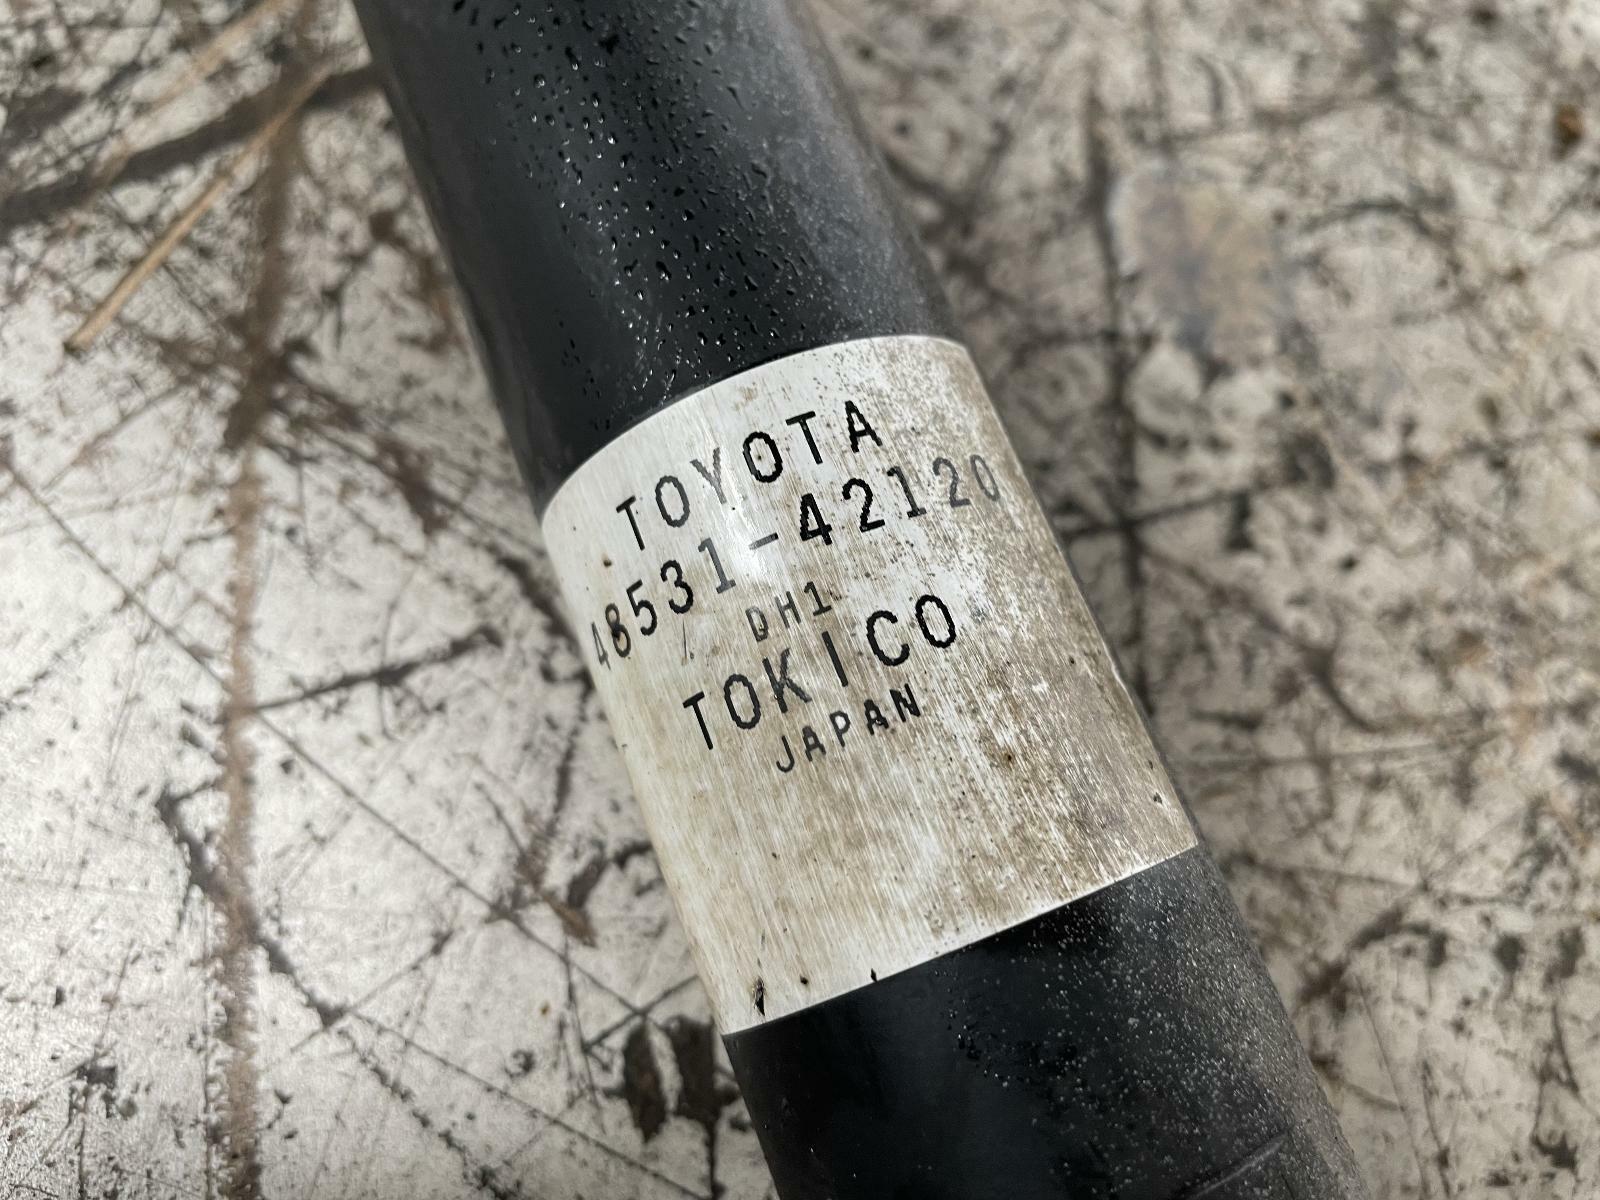 TOYOTA
48531-42120
DH1
TOKICO
JAPAN